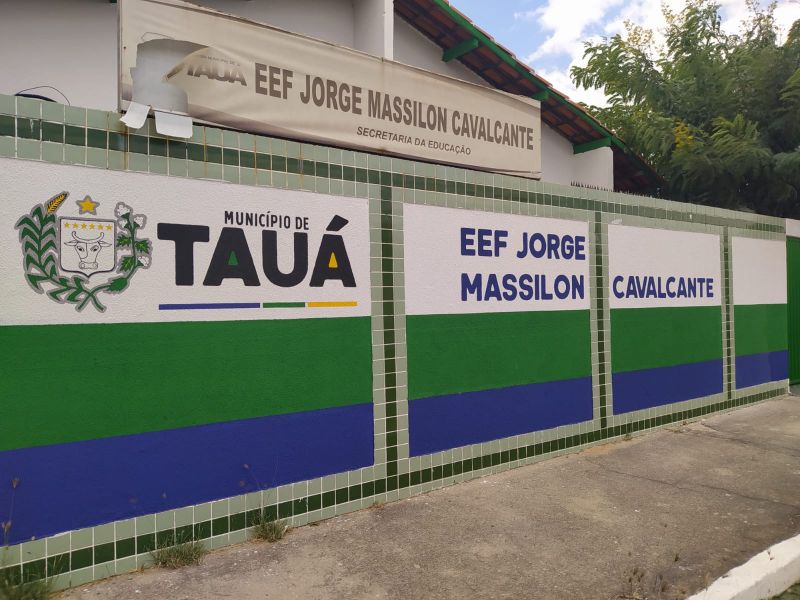 TAUÁ
EEF JORGE MASSILON CAVALCANTE
SECRETARIA DA EDUCAÇÃO
MUNICÍPIO DE
TAUÁ
EEF JORGE
MASSILON CAVALCANTE